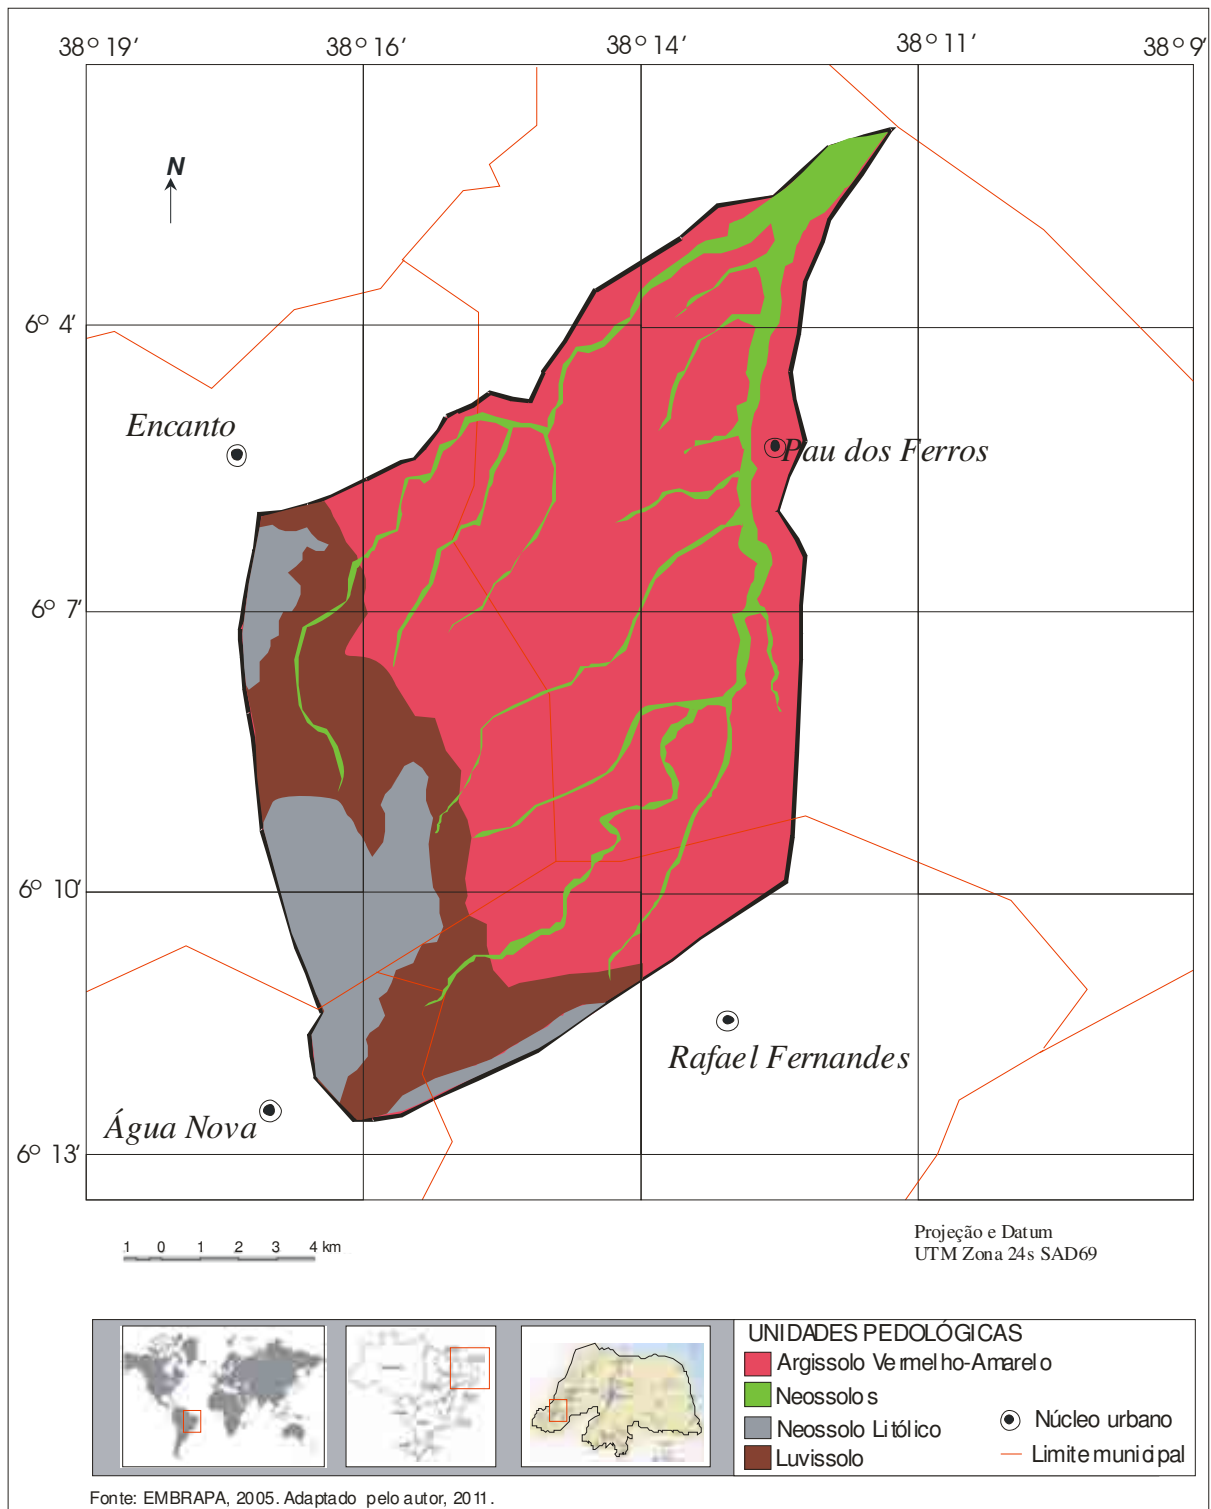 38° 19′ 38° 16′ 38° 14′ 38° 11′ 38° 9′
N
6° 4′
Encanto
Pau dos Ferros
6° 7′
6° 10′
Rafael Fernandes
Água Nova
6° 13′
Projeção e Datum
UTM Zona 24s SAD69
1 0 1 2 3 4 km
UNIDADES PEDOLÓGICAS
Argissolo Vermelho-Amarelo
Neossolos
Neossolo Litólico
Luvissolo
Núcleo urbano
Limite municipal
Fonte: EMBRAPA, 2005. Adaptado pelo autor, 2011.